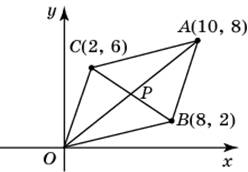 y
A(10, 8)
C(2, 6)
P
B(8, 2)
O
x